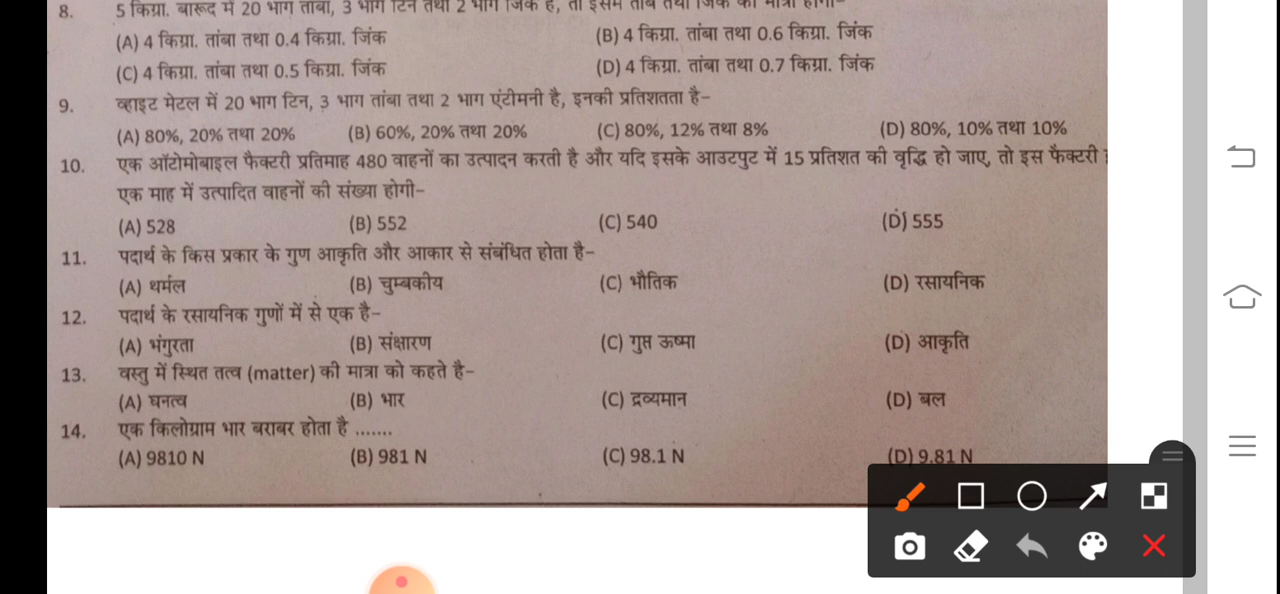 8. 5 किग्रा. बारूद में 20 भाग तांबा, 3 भाग टिन तथा 2 भाग जिंक है, तो इसमें तांबे तथा जिंक की मात्रा होगी–
(A) 4 किग्रा. तांबा तथा 0.4 किग्रा. जिंक (B) 4 किग्रा. तांबा तथा 0.6 किग्रा. जिंक
(C) 4 किग्रा. तांबा तथा 0.5 किग्रा. जिंक (D) 4 किग्रा. तांबा तथा 0.7 किग्रा. जिंक
9. व्हाइट मेटल में 20 भाग टिन, 3 भाग तांबा तथा 2 भाग एंटीमनी है, इनकी प्रतिशतता है–
(A) 80%, 20% तथा 20% (B) 60%, 20% तथा 20% (C) 80%, 12% तथा 8% (D) 80%, 10% तथा 10%
10. एक ऑटोमोबाइल फैक्टरी प्रतिमाह 480 वाहनों का उत्पादन करती है और यदि इसके आउटपुट में 15 प्रतिशत की वृद्धि हो जाए, तो इस फैक्टरी
एक माह में उत्पादित वाहनों की संख्या होगी–
(A) 528 (B) 552 (C) 540 (D) 555
11. पदार्थ के किस प्रकार के गुण आकृति और आकार से संबंधित होता है–
(A) थर्मल (B) चुम्बकीय (C) भौतिक (D) रसायनिक
12. पदार्थ के रसायनिक गुणों में से एक है–
(A) भंगुरता (B) संक्षारण (C) गुप्त ऊष्मा (D) आकृति
13. वस्तु में स्थित तत्व (matter) की मात्रा को कहते है–
(A) घनत्व (B) भार (C) द्रव्यमान (D) बल
14. एक किलोग्राम भार बराबर होता है .......
(A) 9810 N (B) 981 N (C) 98.1 N (D) 9.81 N